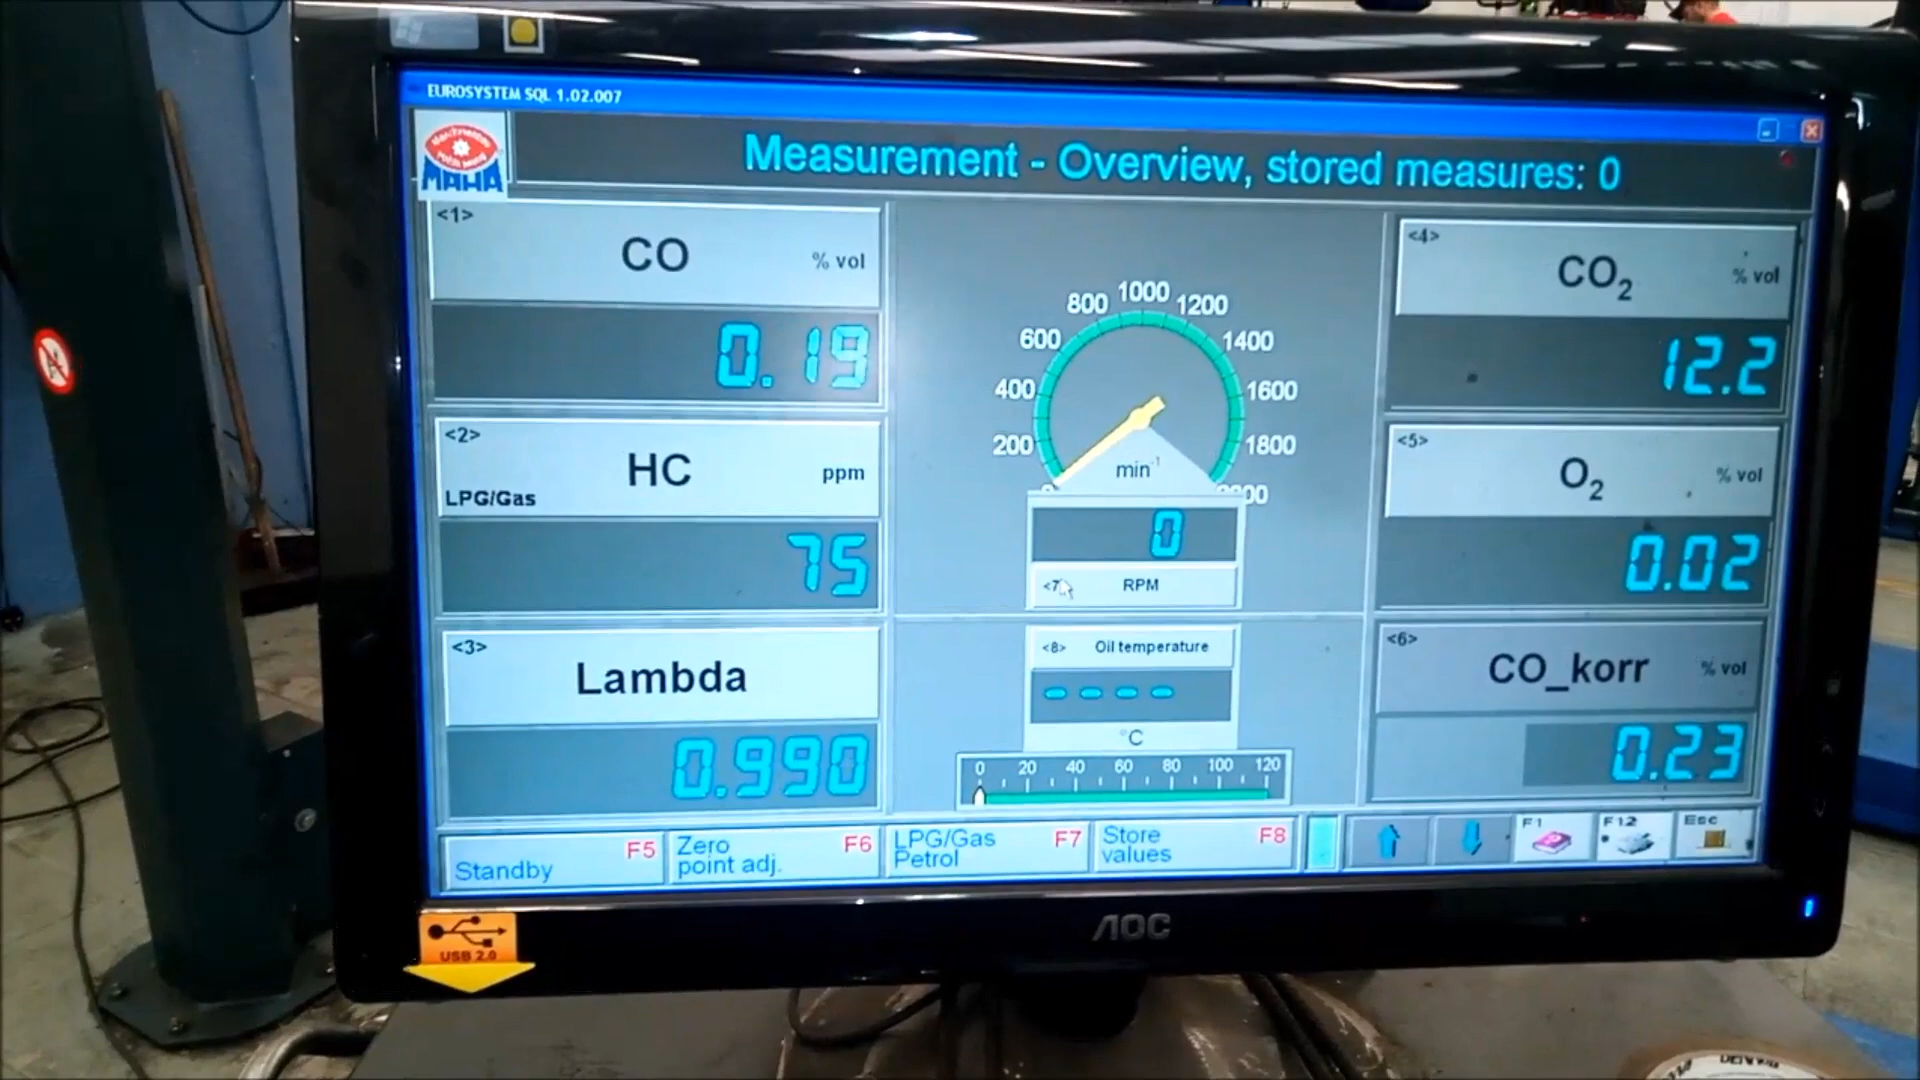 EUROSYSTEM SQL 1.02.007
MAHA
Measurement - Overview, stored measures: 0
<1>
CO % vol
0.19
<2>
HC ppm
LPG/Gas
75
<3>
Lambda
0.990
800 1000 1200
600 1400
400 1600
200 1800
min-1
0
<7> RPM
<8> Oil temperature
- - - -
°C
0 20 40 60 80 100 120
<4>
CO2 % vol
12.2
<5>
O2 % vol
0.02
<6>
CO_korr % vol
0.23
Standby F5
Zero point adj. F6
LPG/Gas Petrol F7
Store values F8
F1
F12
Esc
USB 2.0
AOC